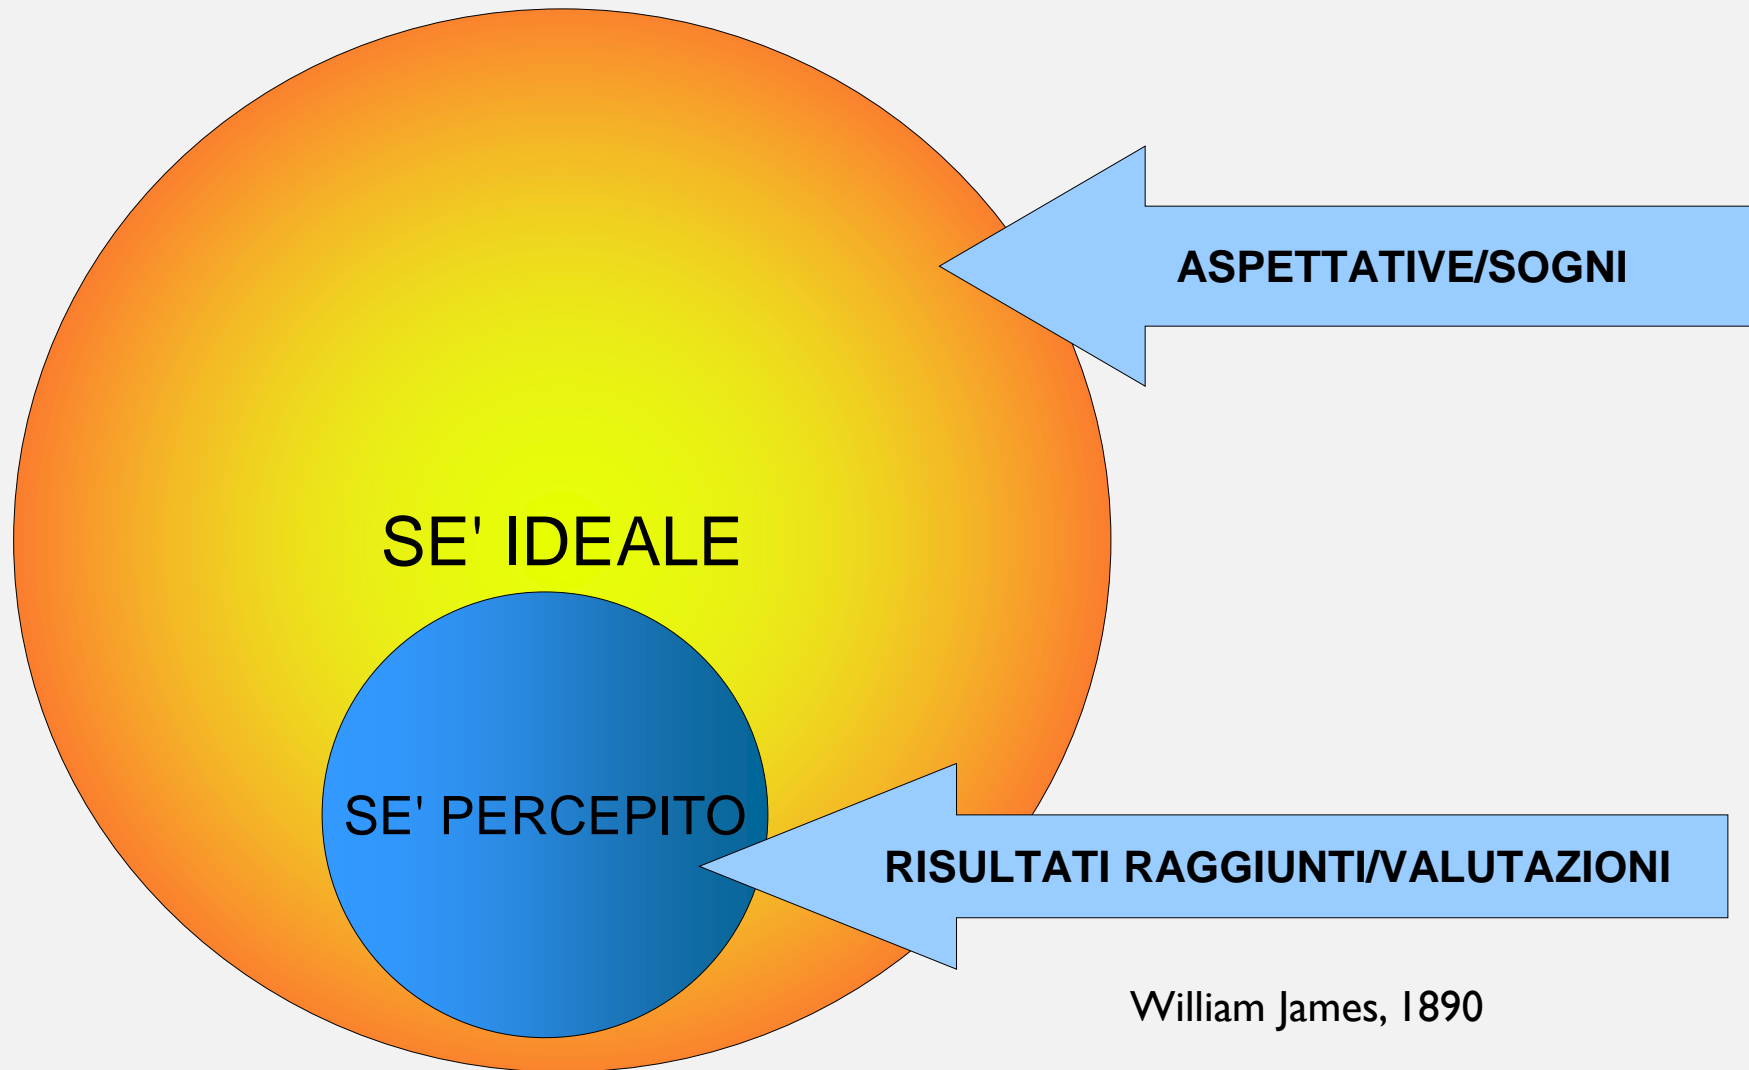 ASPETTATIVE/SOGNI
SE' IDEALE
SE' PERCEPITO
RISULTATI RAGGIUNTI/VALUTAZIONI
William James, 1890